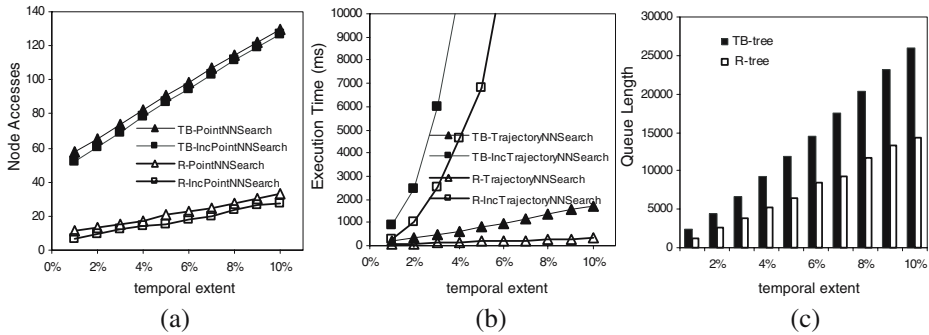 140
120
100
80
60
40
20
0
Node Accesses
TB-PointNNSearch
TB-IncPointNNSearch
R-PointNNSearch
R-IncPointNNSearch
0% 2% 4% 6% 8% 10%
temporal extent
(a)
10000
9000
8000
7000
6000
5000
4000
3000
2000
1000
0
Execution Time (ms)
TB-TrajectoryNNSearch
TB-IncTrajectoryNNSearch
R-TrajectoryNNSearch
R-IncTrajectoryNNSearch
0% 2% 4% 6% 8% 10%
temporal extent
(b)
30000
25000
20000
15000
10000
5000
0
Queue Length
TB-tree
R-tree
2% 4% 6% 8% 10%
temporal extent
(c)